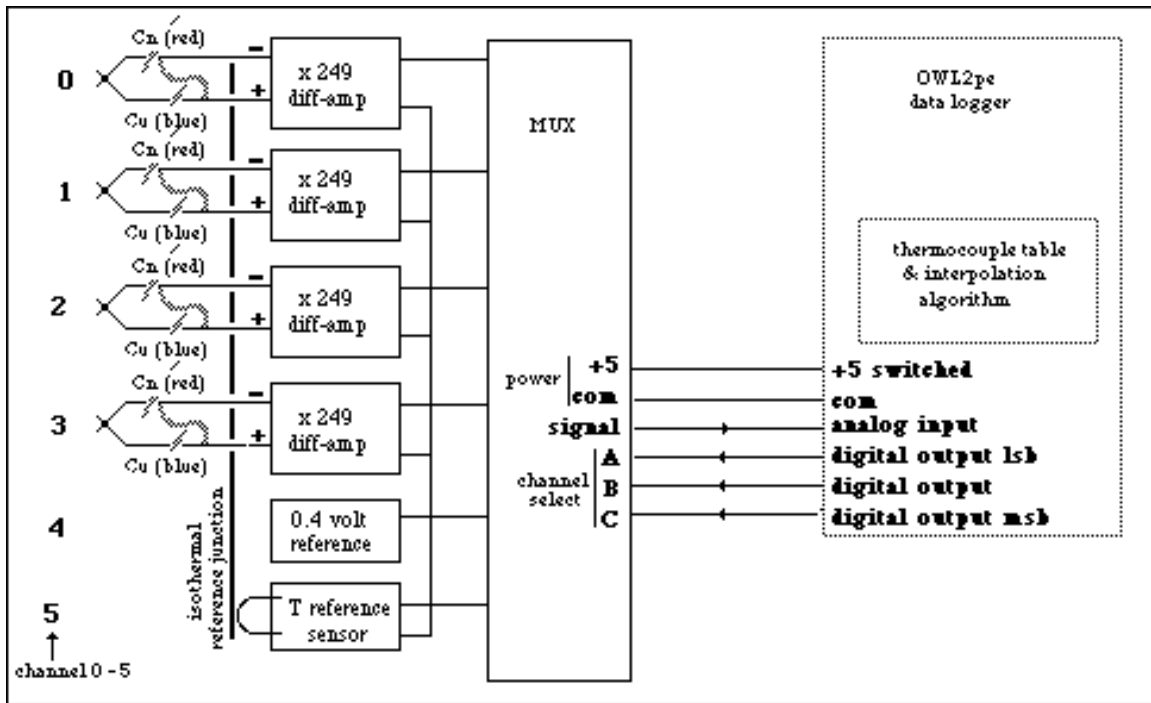 Cn (red)
0
Cu (blue)
−
+
x 249
diff-amp
Cn (red)
1
Cu (blue)
−
+
x 249
diff-amp
Cn (red)
2
Cu (blue)
−
+
x 249
diff-amp
Cn (red)
3
Cu (blue)
−
+
x 249
diff-amp
4
0.4 volt
reference
5
channel 0 - 5
isothermal
reference junction
T reference
sensor
MUX
power
+5
com
signal
channel
select
A
B
C
OWL2pe
data logger
thermocouple table
& interpolation
algorithm
+5 switched
com
analog input
digital output lsb
digital output
digital output msb